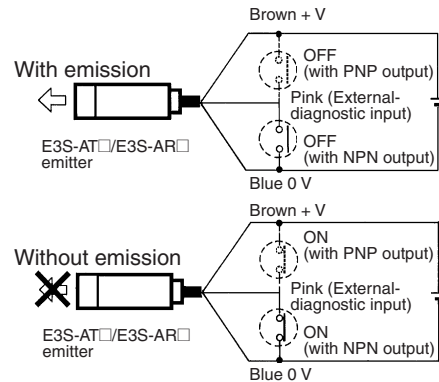 Brown + V
With emission
OFF
(with PNP output)
Pink (External-
diagnostic input)
OFF
(with NPN output)
E3S-AT□/E3S-AR□
emitter
Blue 0 V
Brown + V
Without emission
ON
(with PNP output)
Pink (External-
diagnostic input)
ON
(with NPN output)
E3S-AT□/E3S-AR□
emitter
Blue 0 V